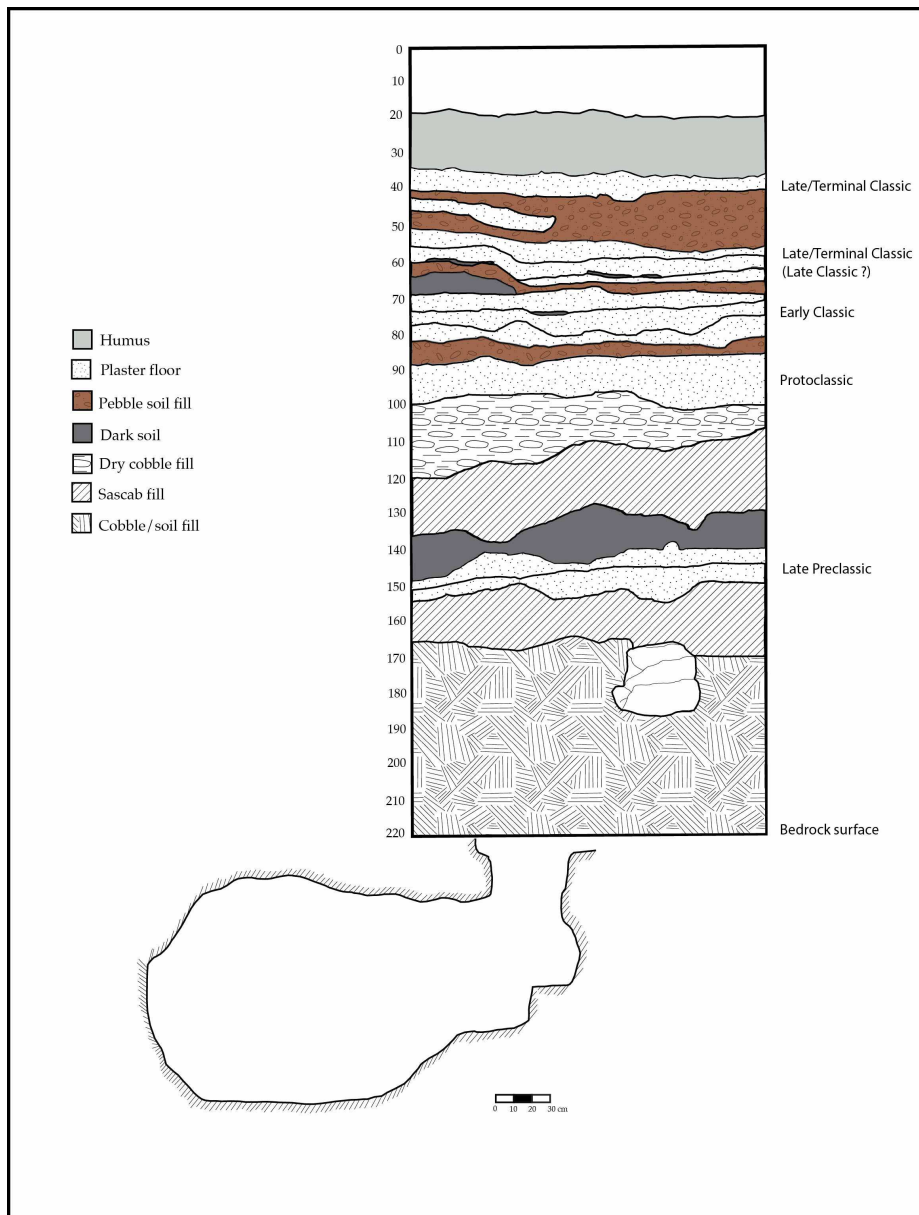 0
10
20
30
40
50
60
70
80
90
100
110
120
130
140
150
160
170
180
190
200
210
220
Late/Terminal Classic
Late/Terminal Classic
(Late Classic ?)
Early Classic
Protoclassic
Late Preclassic
Bedrock surface
Humus
Plaster floor
Pebble soil fill
Dark soil
Dry cobble fill
Sascab fill
Cobble/soil fill
0 10 20 30 cm